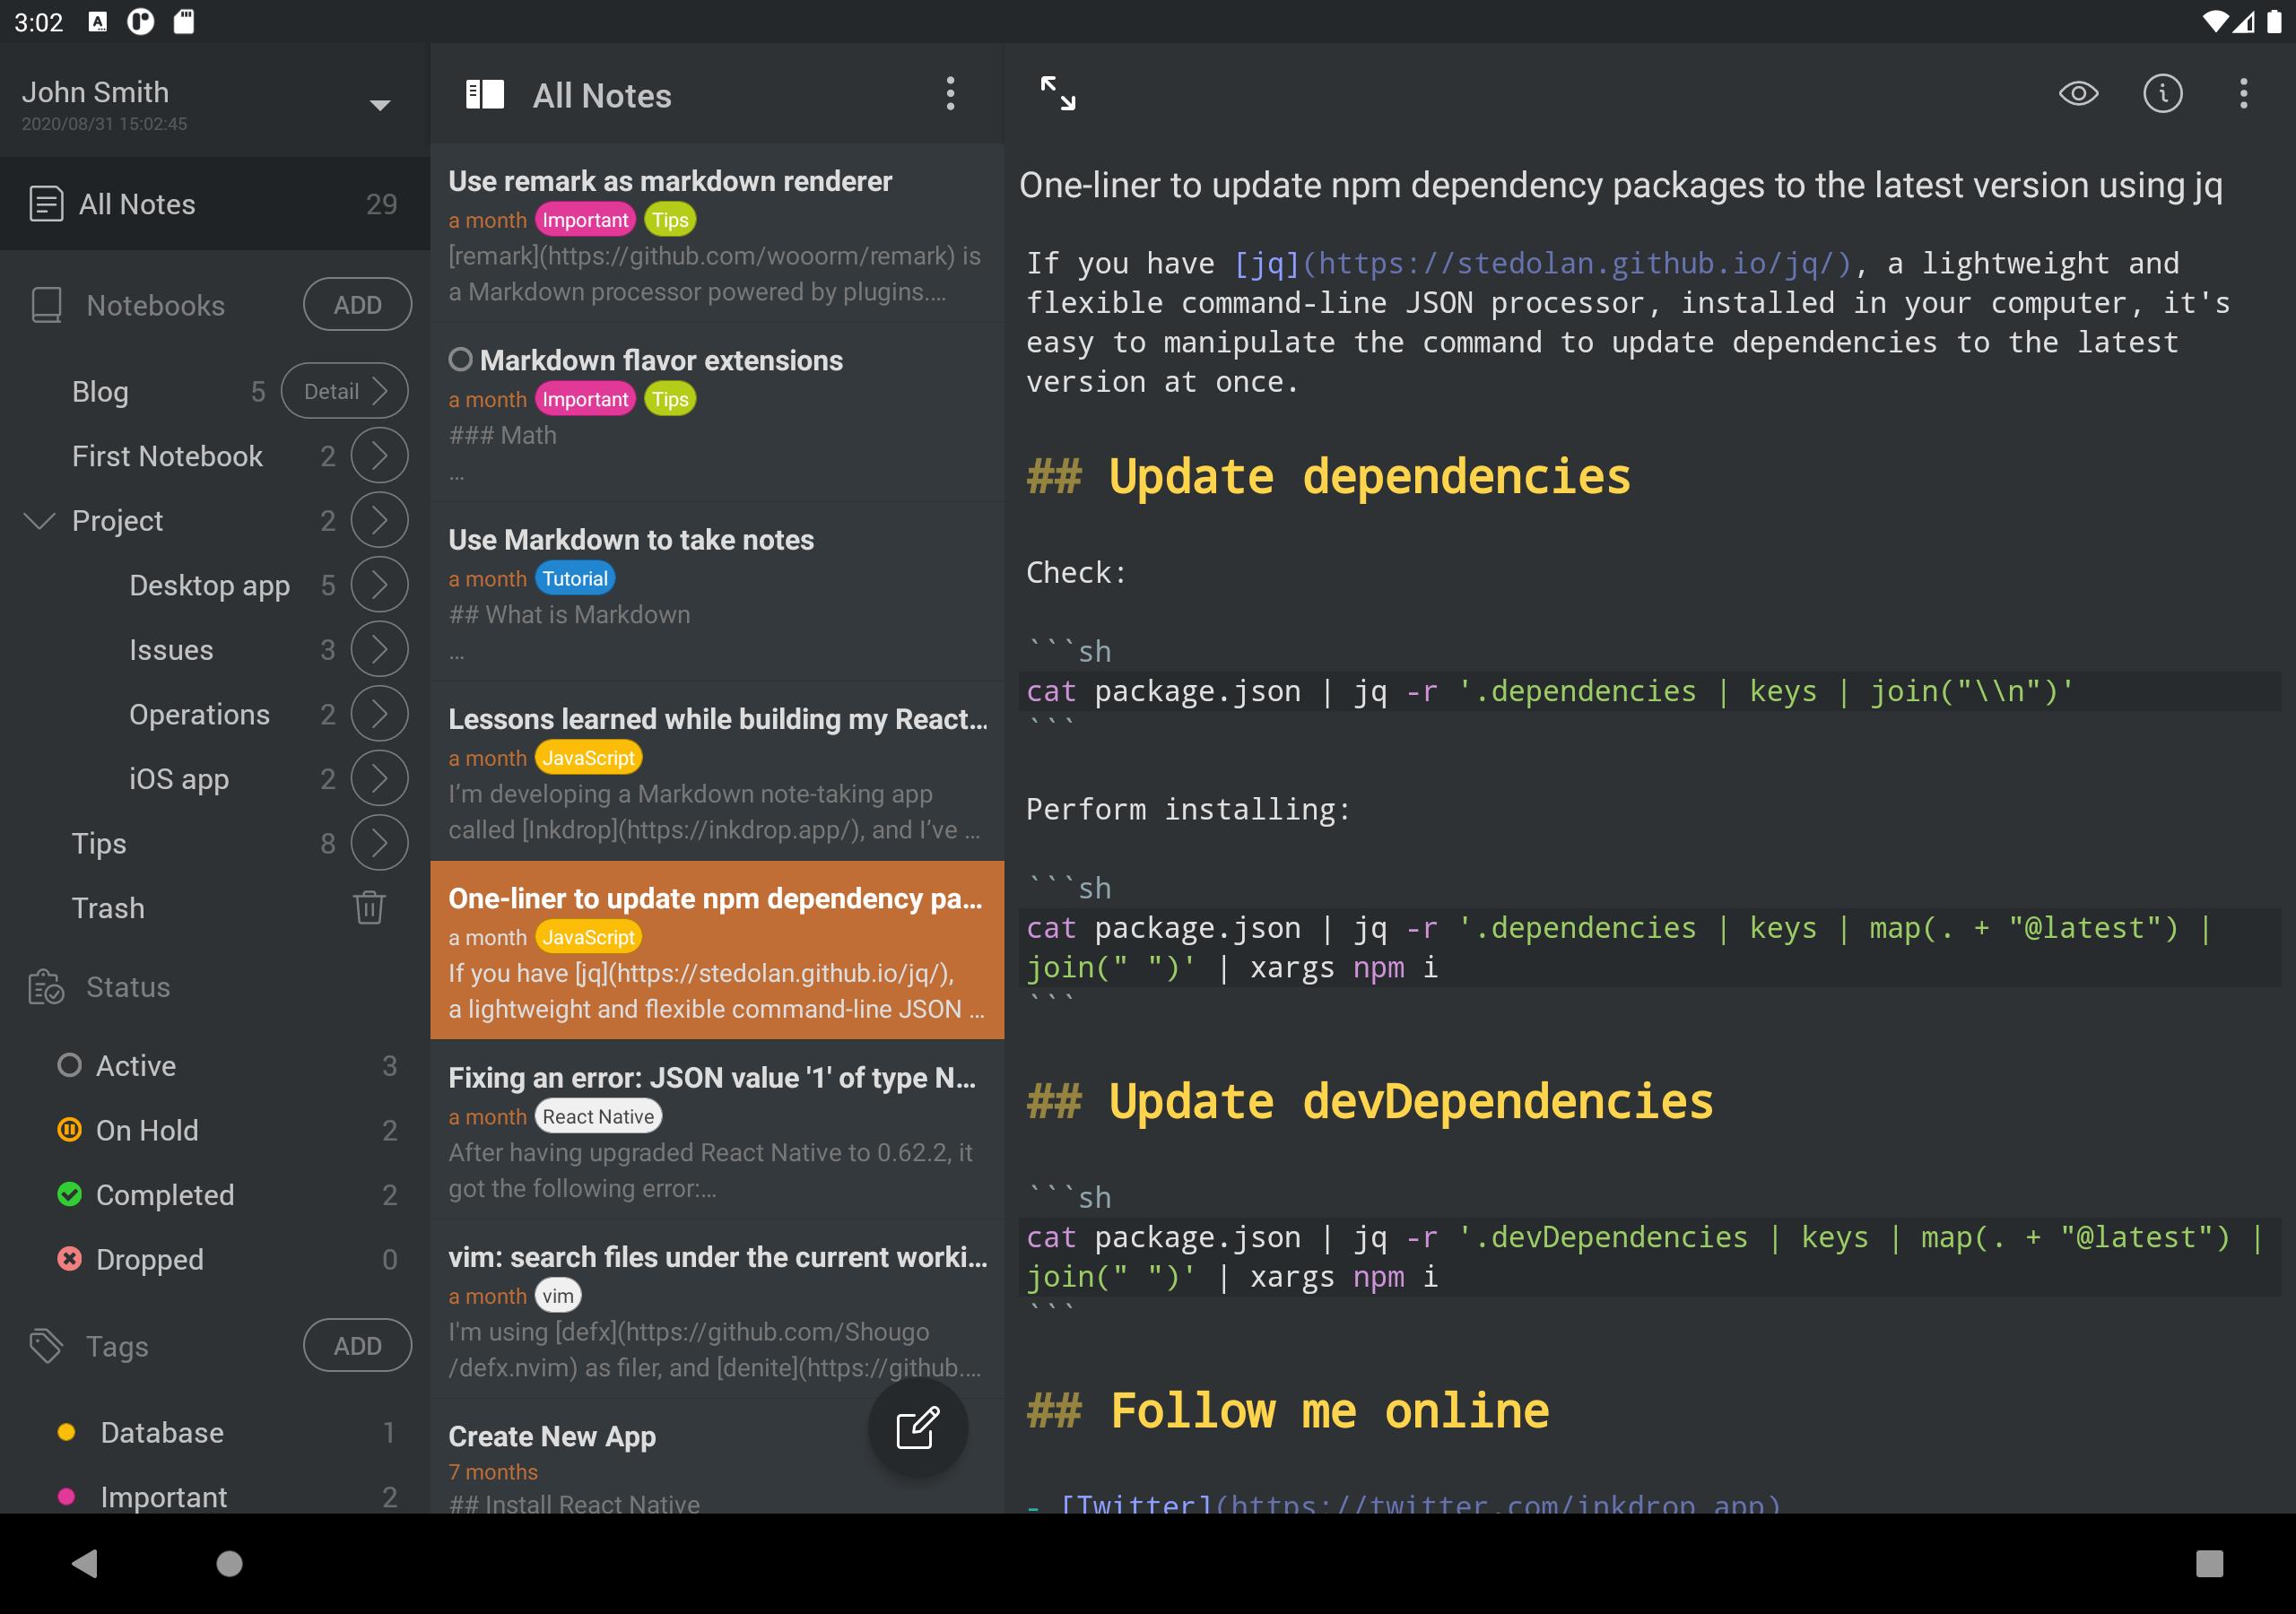 3:02
John Smith
2020/08/31 15:02:45
All Notes 29
Notebooks ADD
Blog 5 Detail
First Notebook 2
Project 2
Desktop app 5
Issues 3
Operations 2
iOS app 2
Tips 8
Trash
Status
Active 3
On Hold 2
Completed 2
Dropped 0
Tags ADD
Database 1
Important 2
All Notes
Use remark as markdown renderer
a month Important Tips
[remark](https://github.com/wooorm/remark) is
a Markdown processor powered by plugins....
Markdown flavor extensions
a month Important Tips
### Math
...
Use Markdown to take notes
a month Tutorial
## What is Markdown
...
Lessons learned while building my React...
a month JavaScript
I’m developing a Markdown note-taking app
called [Inkdrop](https://inkdrop.app/), and I’ve ...
One-liner to update npm dependency pa...
a month JavaScript
If you have [jq](https://stedolan.github.io/jq/),
a lightweight and flexible command-line JSON ...
Fixing an error: JSON value '1' of type N...
a month React Native
After having upgraded React Native to 0.62.2, it
got the following error:...
vim: search files under the current worki...
a month vim
I'm using [defx](https://github.com/Shougo
/defx.nvim) as filer, and [denite](https://github....
Create New App
7 months
## Install React Native
One-liner to update npm dependency packages to the latest version using jq
If you have [jq](https://stedolan.github.io/jq/), a lightweight and
flexible command-line JSON processor, installed in your computer, it's
easy to manipulate the command to update dependencies to the latest
version at once.
## Update dependencies
Check:
```sh
cat package.json | jq -r '.dependencies | keys | join("\\n")'
```
Perform installing:
```sh
cat package.json | jq -r '.dependencies | keys | map(. + "@latest") |
join(" ")' | xargs npm i
```
## Update devDependencies
```sh
cat package.json | jq -r '.devDependencies | keys | map(. + "@latest") |
join(" ")' | xargs npm i
```
## Follow me online
- [Twitter](https://twitter.com/inkdrop_app)